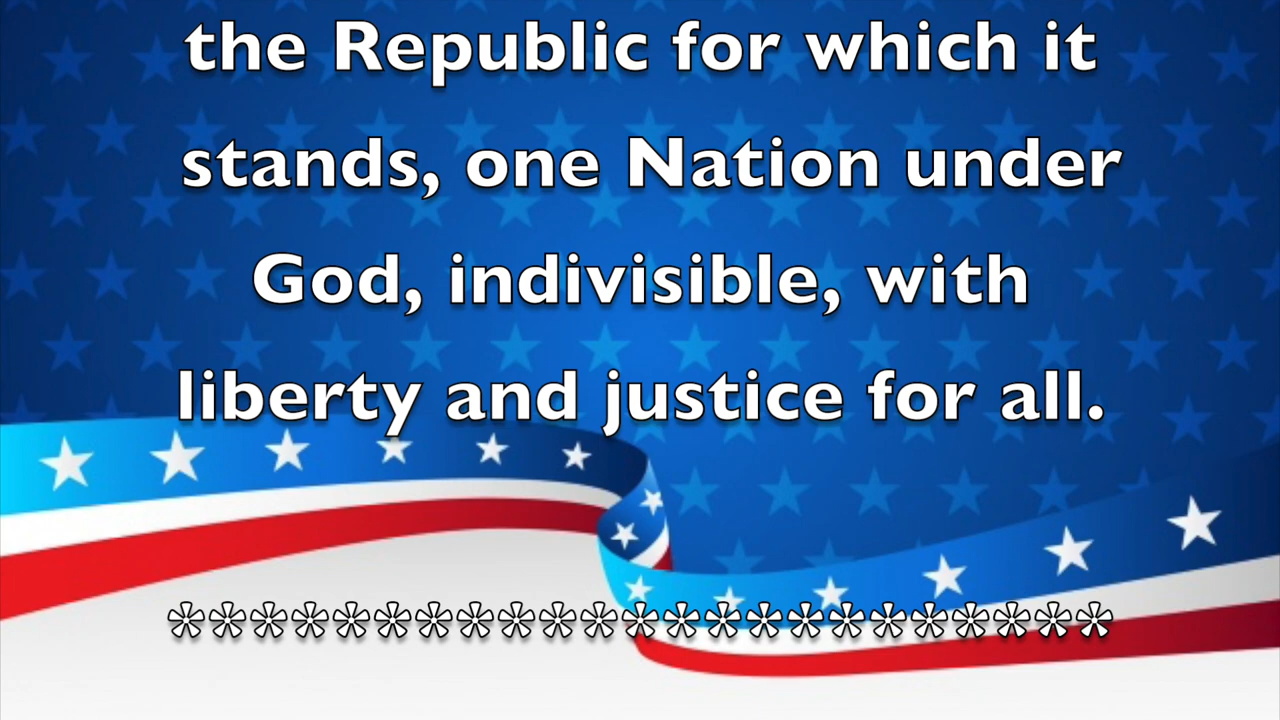 the Republic for which it
stands, one Nation under
God, indivisible, with
liberty and justice for all.
***********************